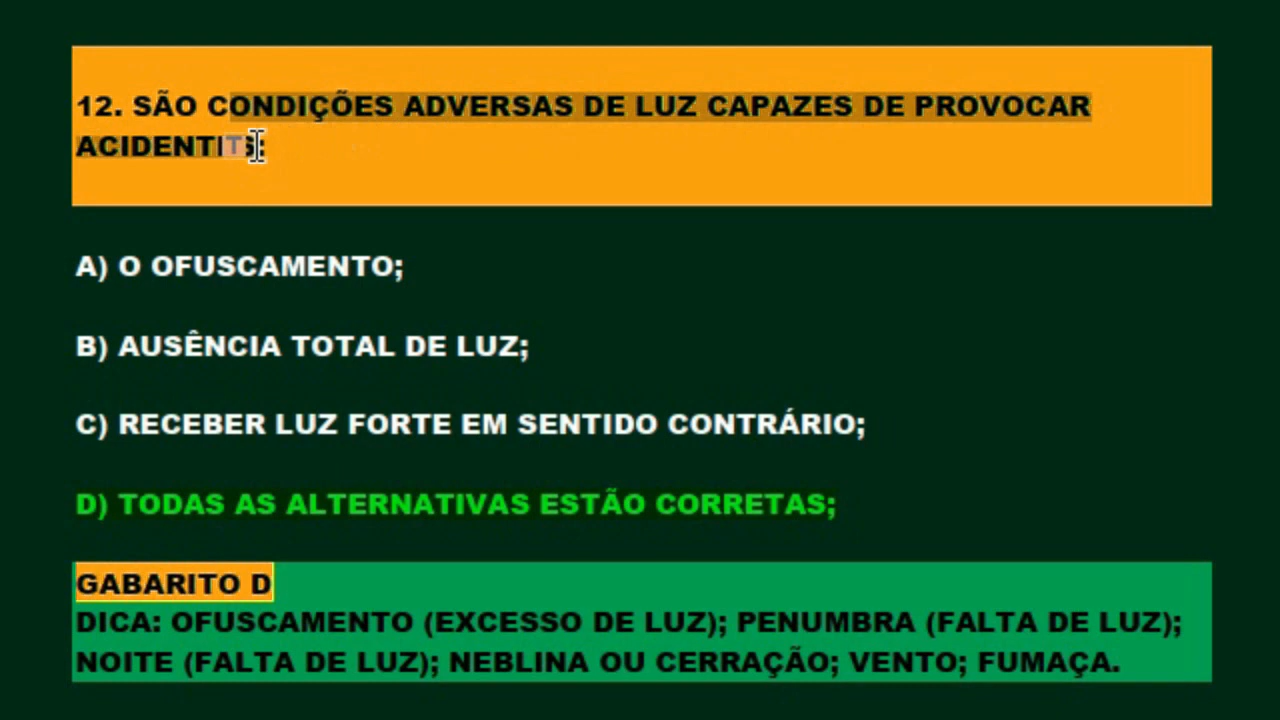 12. SÃO CONDIÇÕES ADVERSAS DE LUZ CAPAZES DE PROVOCAR
A) O OFUSCAMENTO;
B) AUSÊNCIA TOTAL DE LUZ;
C) RECEBER LUZ FORTE EM SENTIDO CONTRÁRIO;
D) TODAS AS ALTERNATIVAS ESTÃO CORRETAS;
GABARITO D
DICA: OFUSCAMENTO (EXCESSO DE LUZ); PENUMBRA (FALTA DE LUZ);
NOITE (FALTA DE LUZ); NEBLINA OU CERRAÇÃO; VENTO; FUMAÇA.